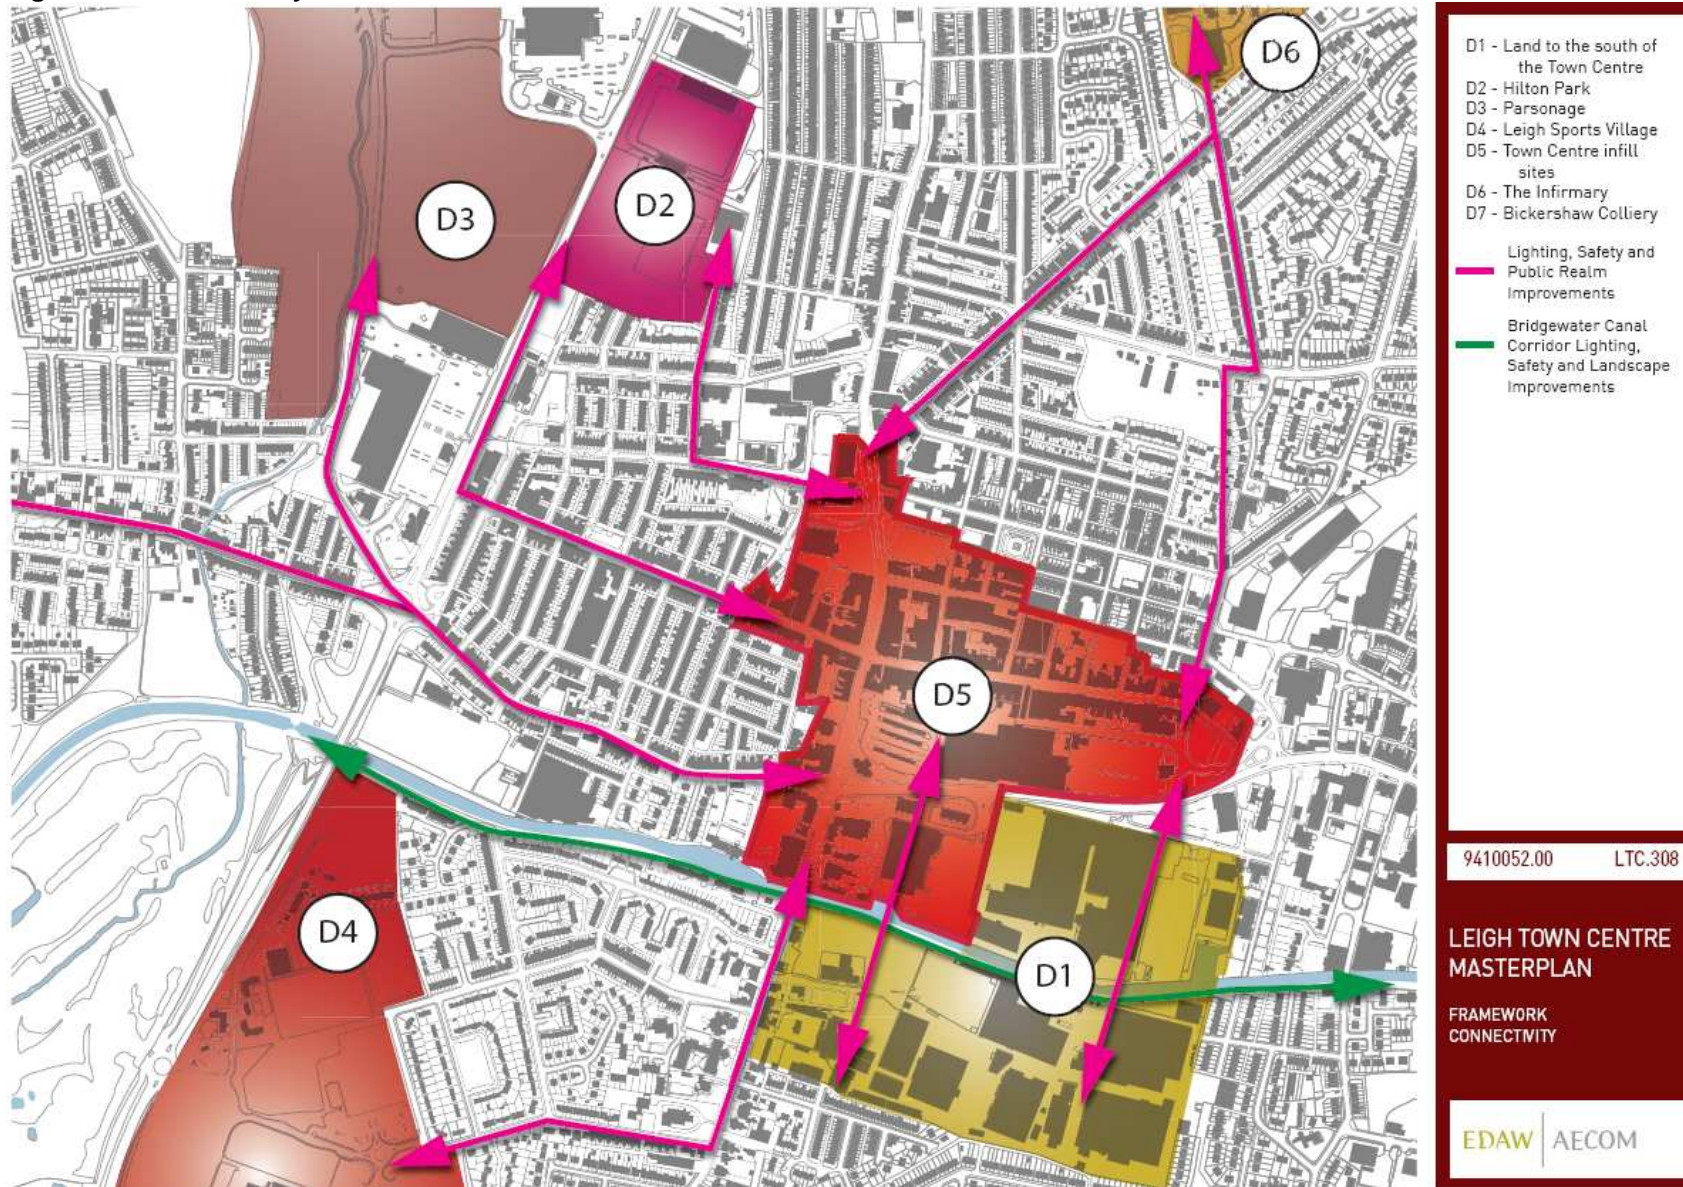 D6
D2
D3
D5
D4
D1
D1 - Land to the south of
the Town Centre
D2 - Hilton Park
D3 - Parsonage
D4 - Leigh Sports Village
D5 - Town Centre infill
sites
D6 - The Infirmary
D7 - Bickershaw Colliery
Lighting, Safety and
Public Realm
Improvements
Bridgewater Canal
Corridor Lighting,
Safety and Landscape
Improvements
9410052.00 LTC.308
LEIGH TOWN CENTRE
MASTERPLAN
FRAMEWORK
CONNECTIVITY
EDAW AECOM